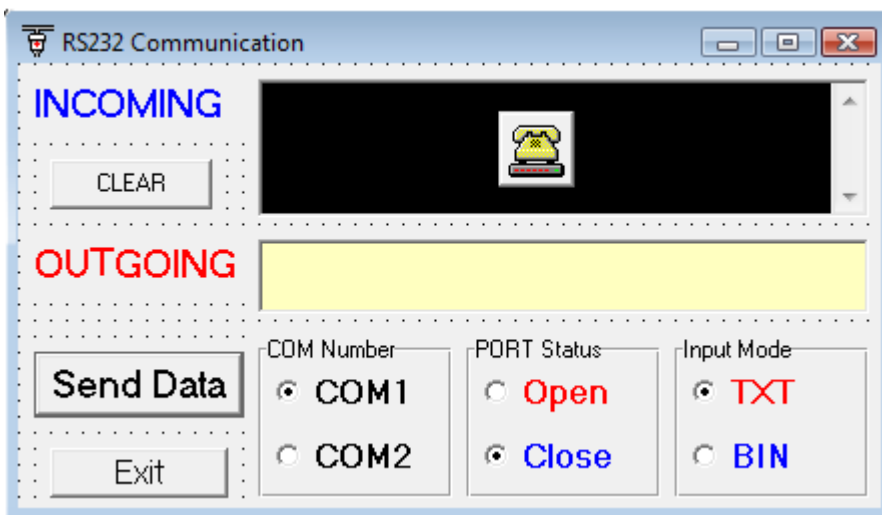 RS232 Communication
INCOMING
CLEAR
OUTGOING
Send Data
Exit
COM Number
COM1
COM2
PORT Status
Open
Close
Input Mode
TXT
BIN